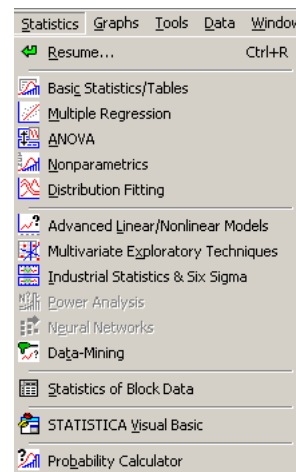 Statistics Graphs Tools Data Window
Resume... Ctrl+R
Basic Statistics/Tables
Multiple Regression
ANOVA
Nonparametrics
Distribution Fitting
Advanced Linear/Nonlinear Models
Multivariate Exploratory Techniques
Industrial Statistics & Six Sigma
Power Analysis
Neural Networks
Data-Mining
Statistics of Block Data
STATISTICA Visual Basic
Probability Calculator